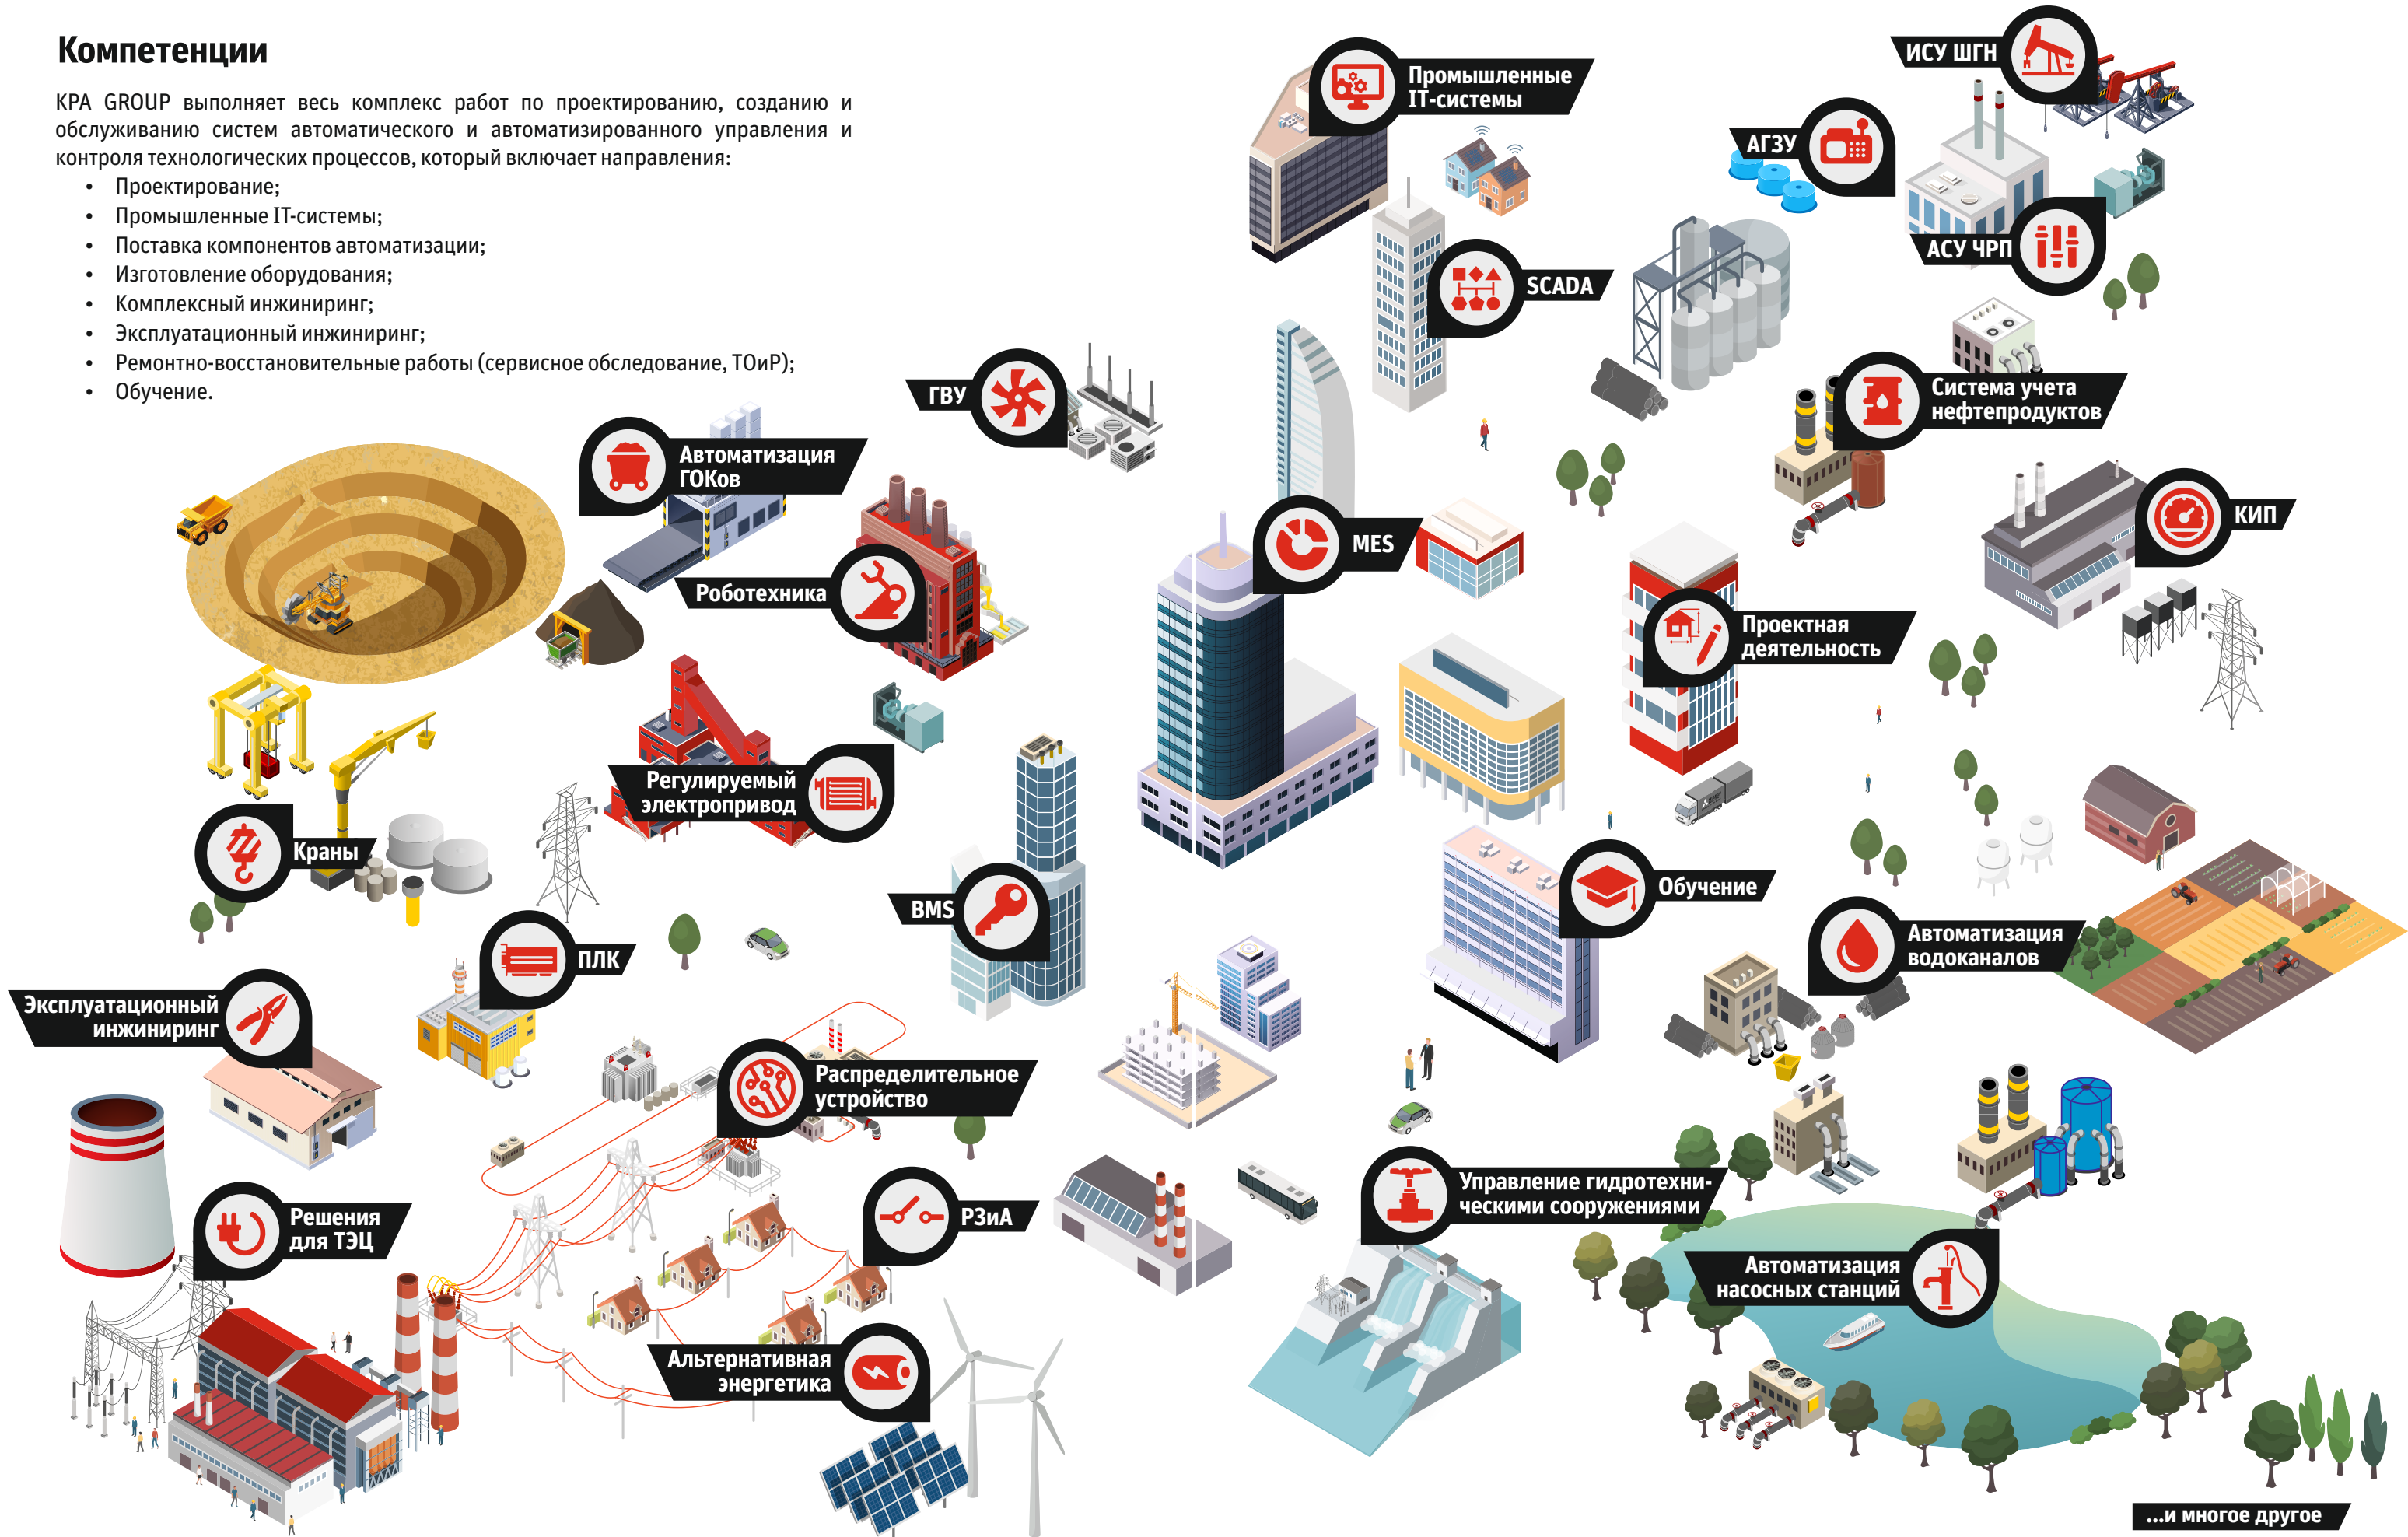 Компетенции
KPA GROUP выполняет весь комплекс работ по проектированию, созданию и
обслуживанию систем автоматического и автоматизированного управления и
контроля технологических процессов, который включает направления:
• Проектирование;
• Промышленные IT-системы;
• Поставка компонентов автоматизации;
• Изготовление оборудования;
• Комплексный инжиниринг;
• Эксплуатационный инжиниринг;
• Ремонтно-восстановительные работы (сервисное обследование, ТОиР);
• Обучение.
Промышленные
IT-системы
ИСУ ШГН
АГЗУ
АСУ ЧРП
SCADA
ГВУ
Система учета
нефтепродуктов
Автоматизация
ГОКов
КИП
MES
Роботехника
Проектная
деятельность
Регулируемый
электропривод
Краны
Обучение
BMS
Автоматизация
водоканалов
ПЛК
Эксплуатационный
инжиниринг
Распределительное
устройство
Управление гидротехни-
ческими сооружениями
РЗиА
Решения
для ТЭЦ
Автоматизация
насосных станций
Альтернативная
энергетика
...и многое другое